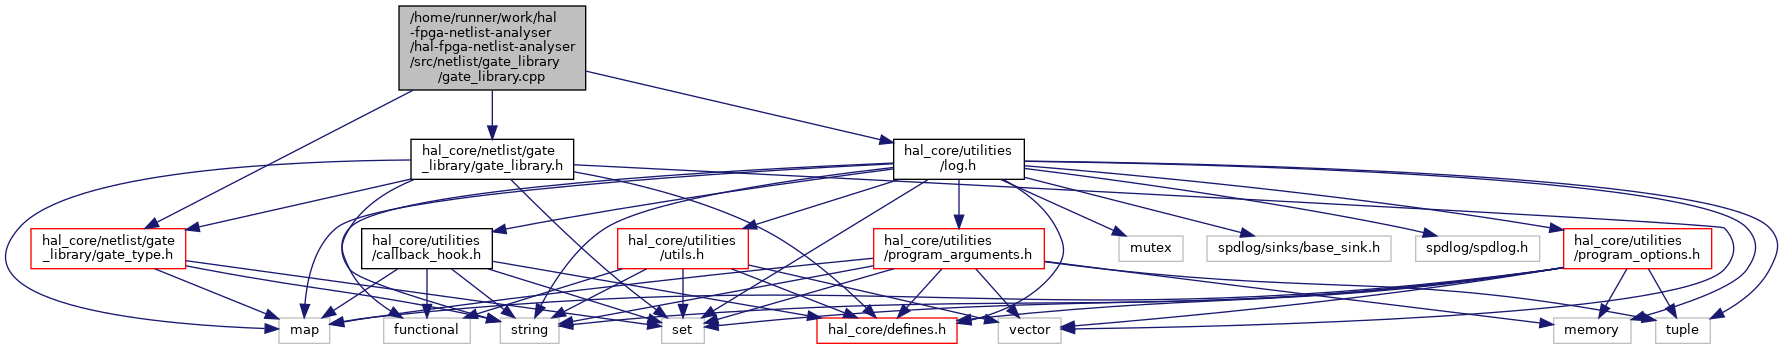 /home/runner/work/hal
-fpga-netlist-analyser
/hal-fpga-netlist-analyser
/src/netlist/gate_library
/gate_library.cpp
hal_core/netlist/gate
_library/gate_library.h
hal_core/utilities
/log.h
hal_core/netlist/gate
_library/gate_type.h
hal_core/utilities
/callback_hook.h
hal_core/utilities
/utils.h
hal_core/utilities
/program_arguments.h
mutex
spdlog/sinks/base_sink.h
spdlog/spdlog.h
hal_core/utilities
/program_options.h
map
functional
string
set
hal_core/defines.h
vector
memory
tuple